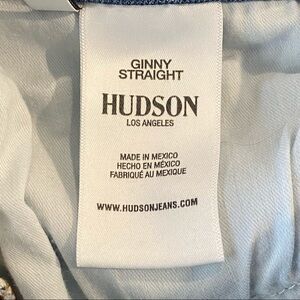 GINNY
STRAIGHT
HUDSON
LOS ANGELES
MADE IN MEXICO
HECHO EN MÉXICO
FABRIQUÉ AU MEXIQUE
WWW.HUDSONJEANS.COM